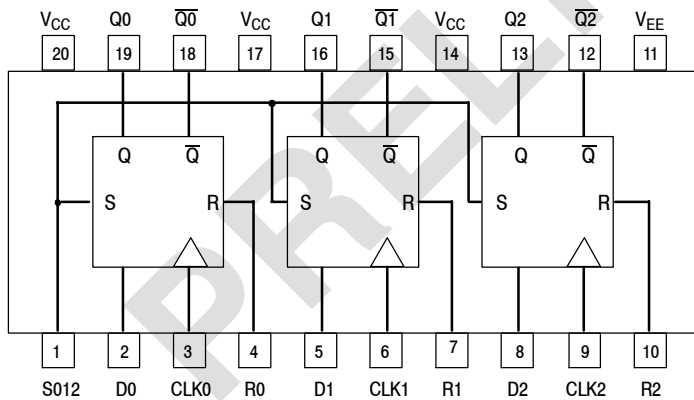 VCC Q0 Q0 VCC Q1 Q1 VCC Q2 Q2 VEE
20 19 18 17 16 15 14 13 12 11
Q Q Q Q Q Q
S R S R S R
1 2 3 4 5 6 7 8 9 10
S012 D0 CLK0 R0 D1 CLK1 R1 D2 CLK2 R2
PRELI